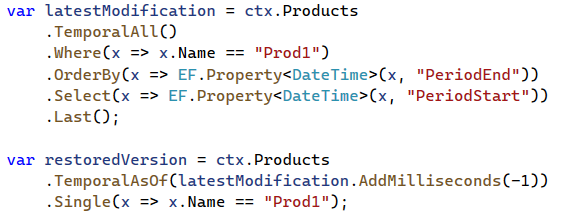 var latestModification = ctx.Products
.TemporalAll()
.Where(x => x.Name == "Prod1")
.OrderBy(x => EF.Property<DateTime>(x, "PeriodEnd"))
.Select(x => EF.Property<DateTime>(x, "PeriodStart"))
.Last();
var restoredVersion = ctx.Products
.TemporalAsOf(latestModification.AddMilliseconds(-1))
.Single(x => x.Name == "Prod1");